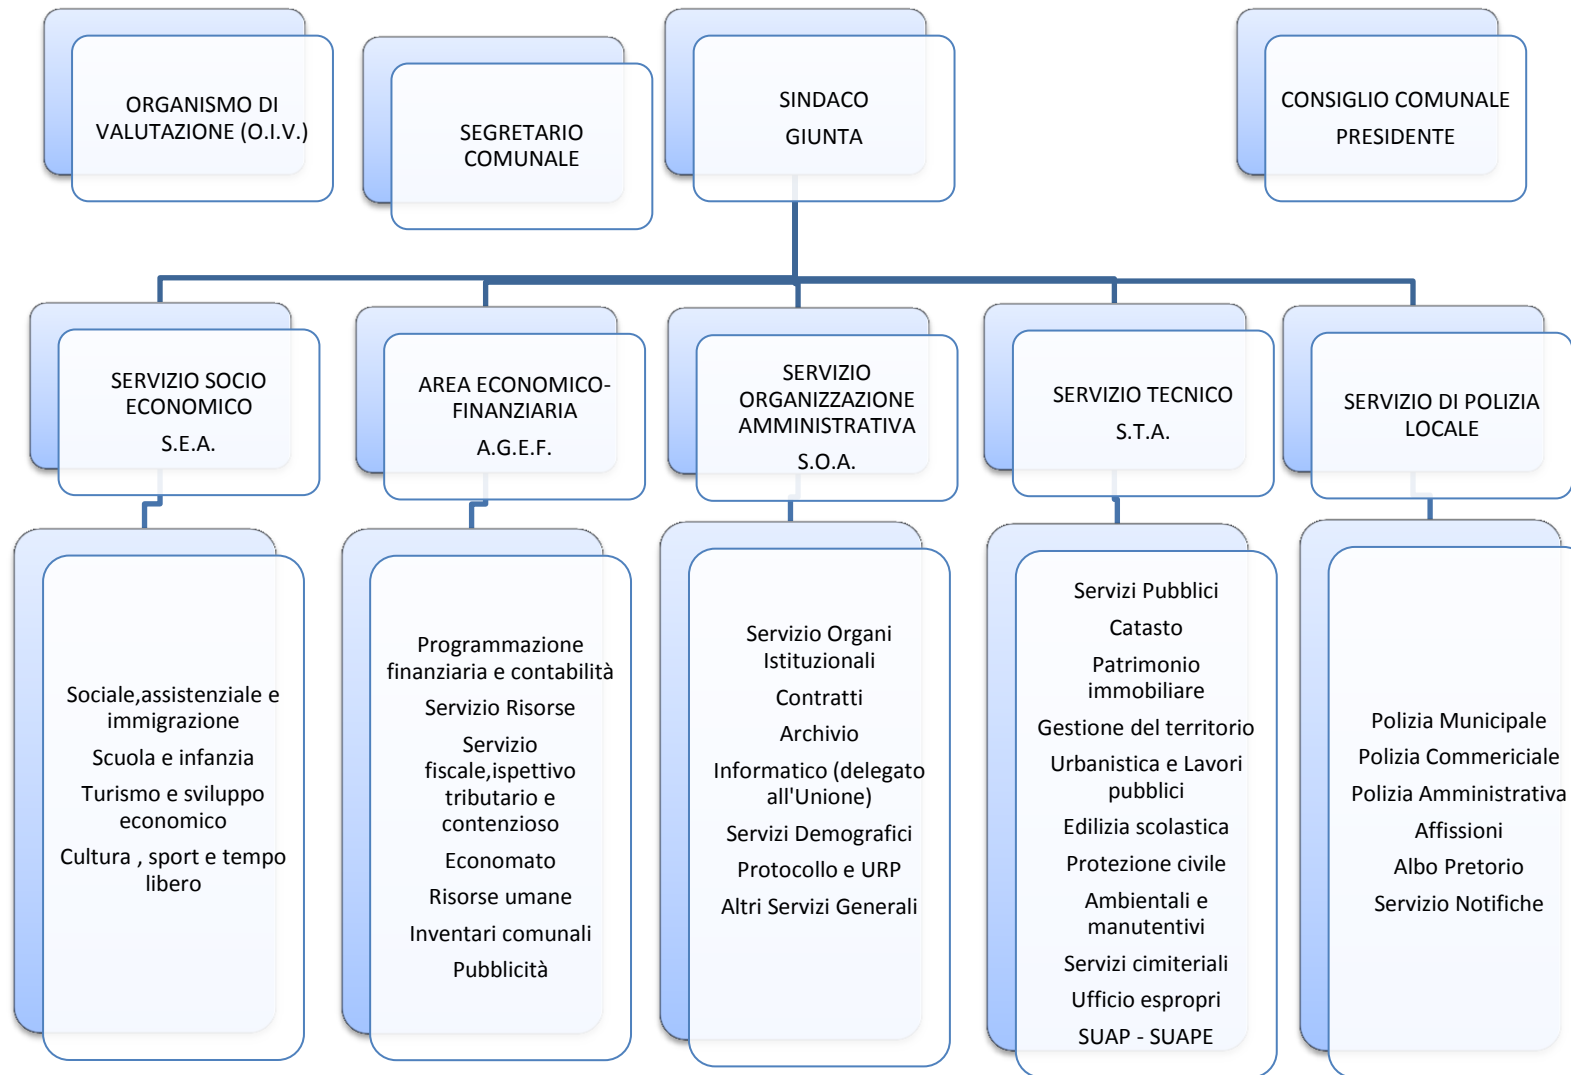 ORGANISMO DI
VALUTAZIONE (O.I.V.)
SEGRETARIO
COMUNALE
SINDACO
GIUNTA
CONSIGLIO COMUNALE
PRESIDENTE
SERVIZIO SOCIO
ECONOMICO
S.E.A.
AREA ECONOMICO-
FINANZIARIA
A.G.E.F.
SERVIZIO
ORGANIZZAZIONE
AMMINISTRATIVA
S.O.A.
SERVIZIO TECNICO
S.T.A.
SERVIZIO DI POLIZIA
LOCALE
Sociale,assistenziale e
immigrazione
Scuola e infanzia
Turismo e sviluppo
economico
Cultura , sport e tempo
libero
Programmazione
finanziaria e contabilità
Servizio Risorse
Servizio
fiscale,ispettivo
tributario e
contenzioso
Economato
Risorse umane
Inventari comunali
Pubblicità
Servizio Organi
Istituzionali
Contratti
Archivio
Informatico (delegato
all'Unione)
Servizi Demografici
Protocollo e URP
Altri Servizi Generali
Servizi Pubblici
Catasto
Patrimonio
immobiliare
Gestione del territorio
Urbanistica e Lavori
pubblici
Edilizia scolastica
Protezione civile
Ambientali e
manutentivi
Servizi cimiteriali
Ufficio espropri
SUAP - SUAPE
Polizia Municipale
Polizia Commericiale
Polizia Amministrativa
Affissioni
Albo Pretorio
Servizio Notifiche